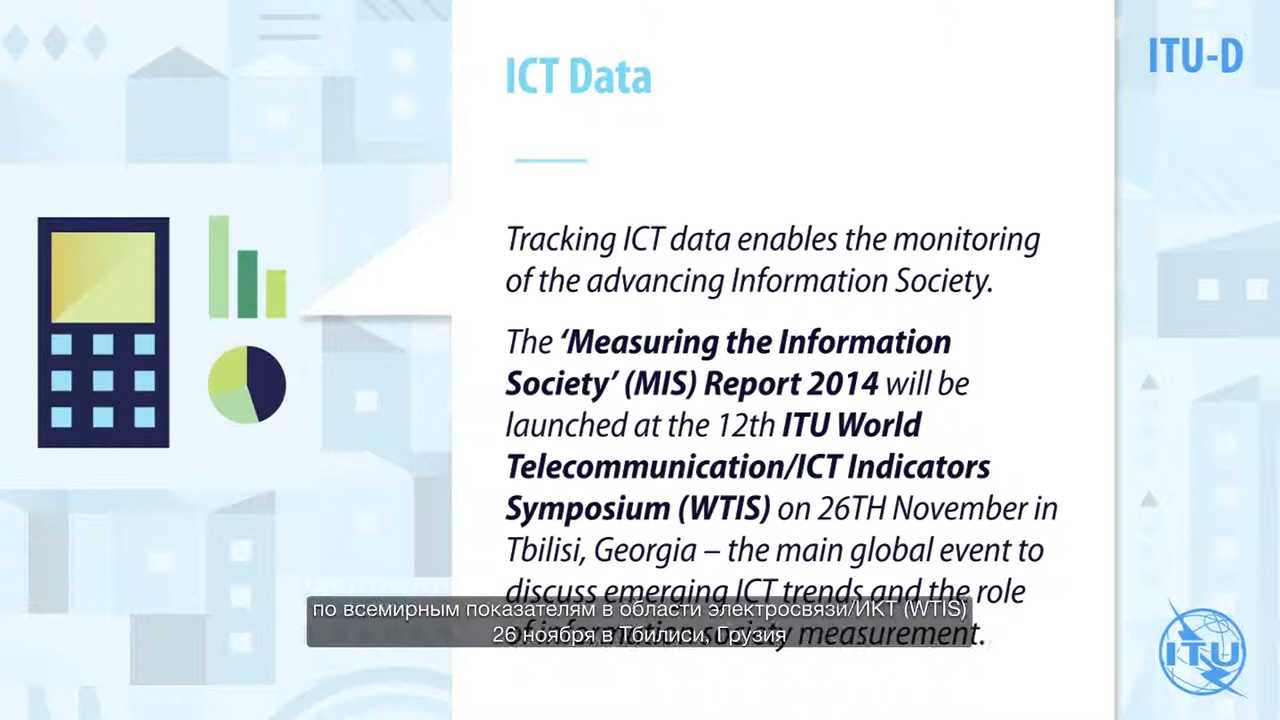 ICT Data
ITU-D
Tracking ICT data enables the monitoring
of the advancing Information Society.
The ‘Measuring the Information
Society’ (MIS) Report 2014 will be
launched at the 12th ITU World
Telecommunication/ICT Indicators
Symposium (WTIS) on 26TH November in
Tbilisi, Georgia – the main global event to
discuss emerging ICT trends and the role
of information society measurement.
по всемирным показателям в области электросвязи/ИКТ (WTIS)
26 ноября в Тбилиси, Грузия
ITU